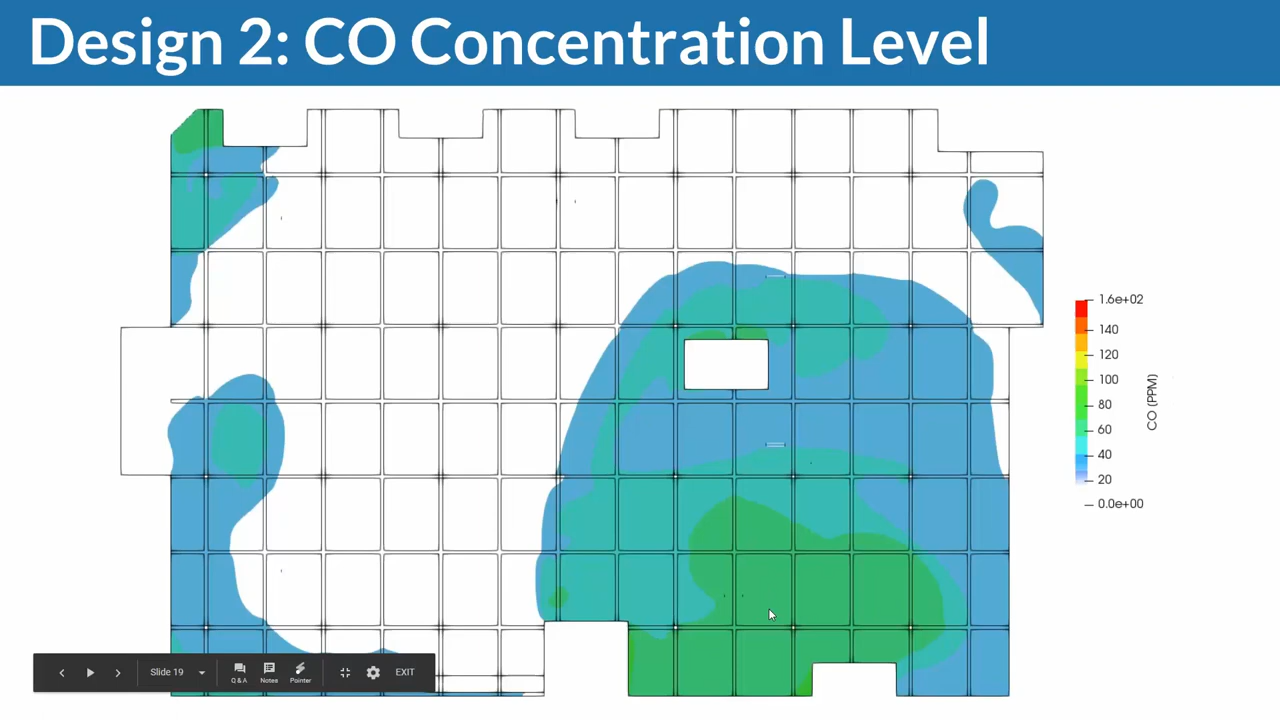 Design 2: CO Concentration Level
1.6e+02
140
120
100
80
60
40
20
0.0e+00
CO (PPM)
Slide 19
Q & A
Notes
Pointer
EXIT